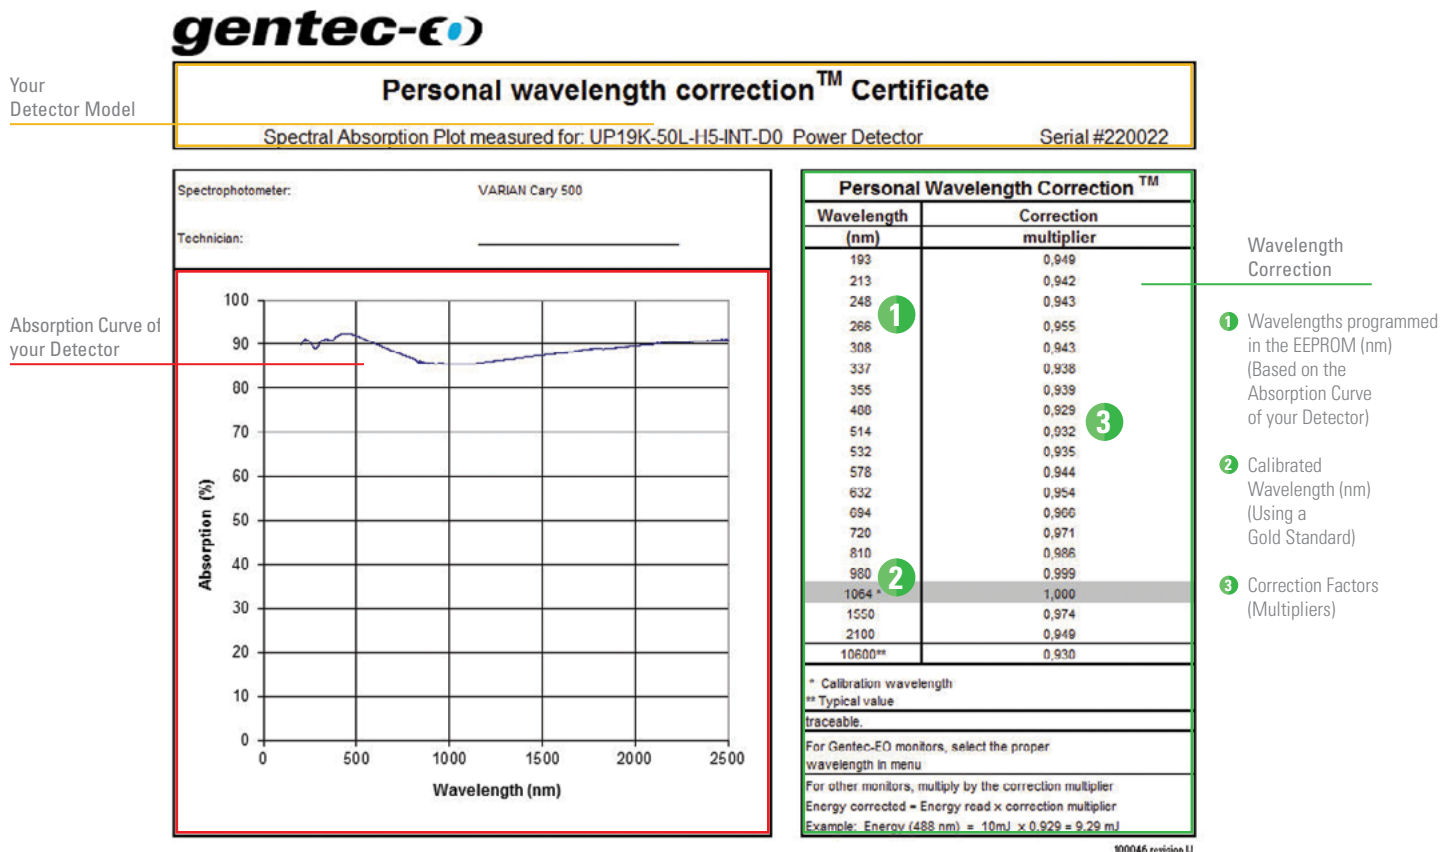 gentec-EO
Your
Detector Model
Personal wavelength correction™ Certificate
Spectral Absorption Plot measured for: UP19K-50L-H5-INT-D0 Power Detector Serial #220022
Spectrophotometer: VARIAN Cary 500
Technician:
Absorption Curve of
your Detector
100
90
80
70
60
50
40
30
20
10
0
Absorption (%)
0 500 1000 1500 2000 2500
Wavelength (nm)
Personal Wavelength Correction ™
Wavelength Correction
(nm) multiplier
193 0,949
213 0,942
248 0,943
266 0,955
308 0,943
337 0,938
355 0,939
488 0,929
514 0,932
532 0,935
578 0,944
632 0,954
694 0,966
720 0,971
810 0,986
980 0,999
1064 * 1,000
1550 0,974
2100 0,949
10600** 0,930
1
3
2
* Calibration wavelength
** Typical value
traceable.
For Gentec-EO monitors, select the proper
wavelength in menu
For other monitors, multiply by the correction multiplier
Energy corrected = Energy read x correction multiplier
Example: Energy (488 nm) = 10mJ x 0.929 = 9.29 mJ
100046 revision U
Wavelength
Correction
1 Wavelengths programmed
in the EEPROM (nm)
(Based on the
Absorption Curve
of your Detector)
2 Calibrated
Wavelength (nm)
(Using a
Gold Standard)
3 Correction Factors
(Multipliers)